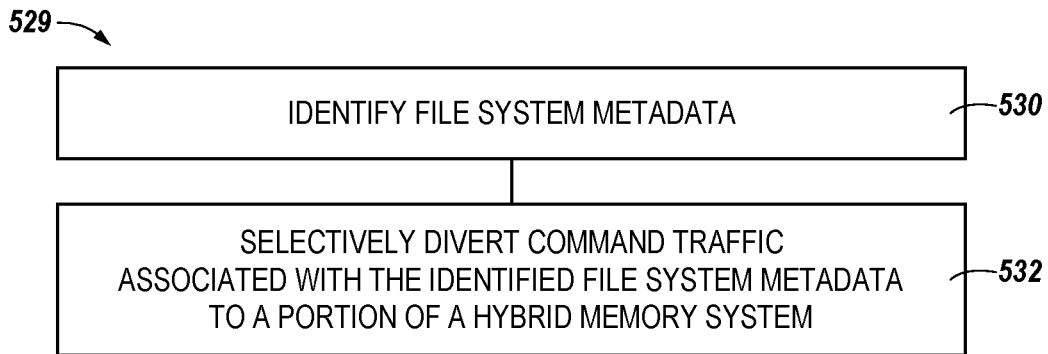 529
IDENTIFY FILE SYSTEM METADATA
530
SELECTIVELY DIVERT COMMAND TRAFFIC
ASSOCIATED WITH THE IDENTIFIED FILE SYSTEM METADATA
TO A PORTION OF A HYBRID MEMORY SYSTEM
532